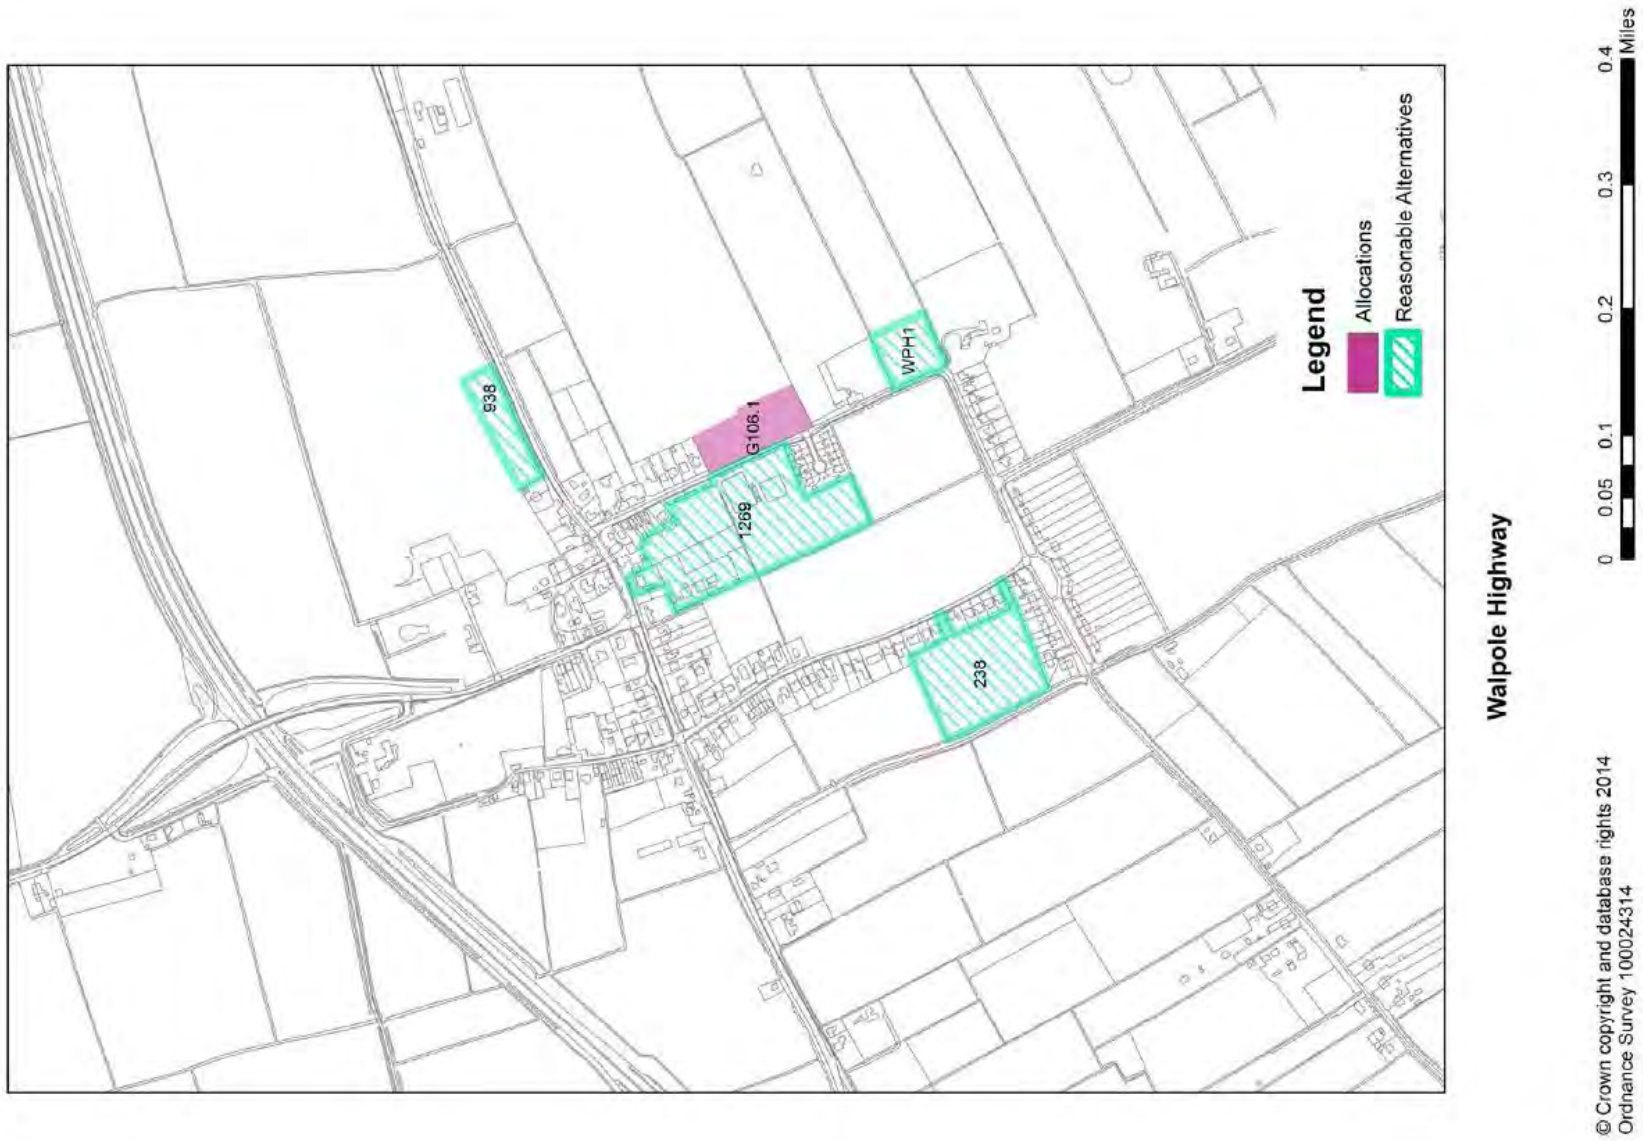 938
G106.1
WPH1
1269
238
Legend
Allocations
Reasonable Alternatives
Walpole Highway
0 0.05 0.1 0.2 0.3 0.4
Miles
© Crown copyright and database rights 2014
Ordnance Survey 100024314